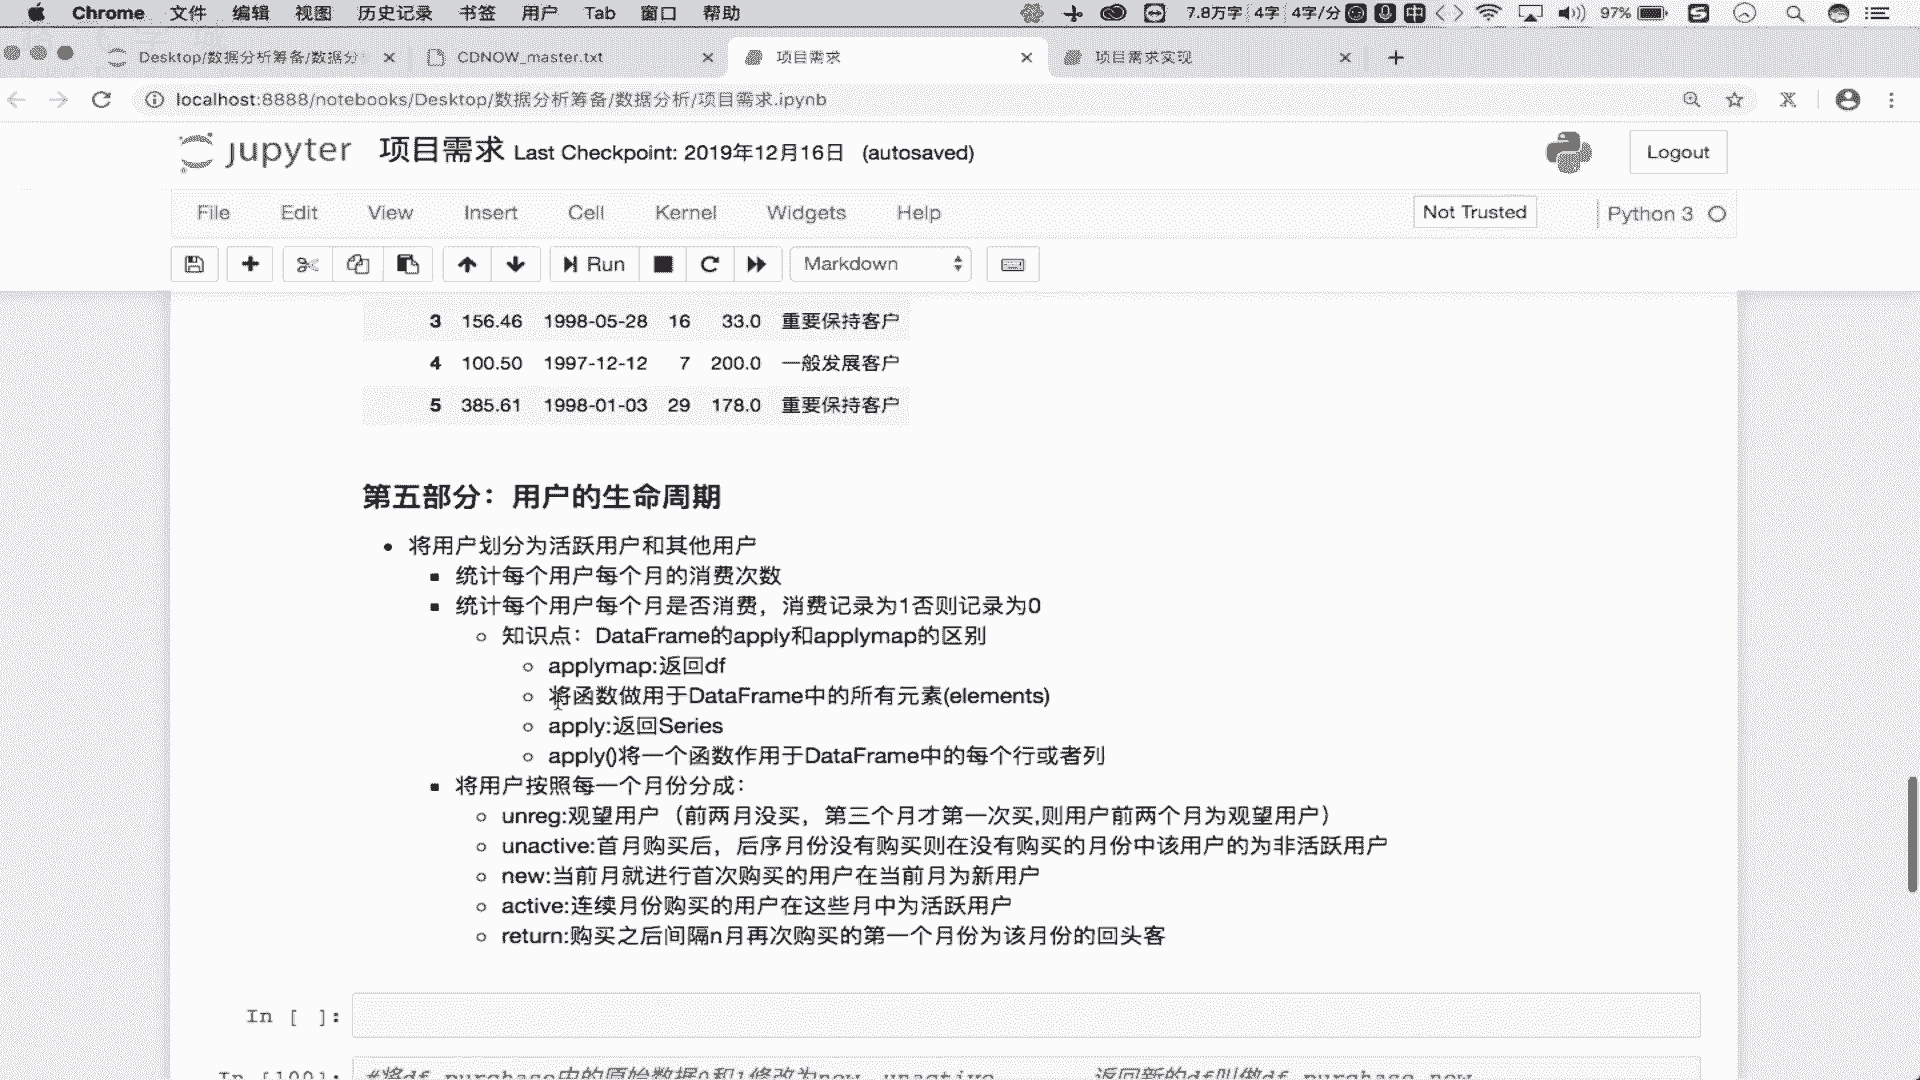 Chrome 文件 编辑 视图 历史记录 书签 用户 Tab 窗口 帮助 7.8万字 4字 4字/分 中 97%
Desktop/数据分析筹备/数据分 CDNOW_master.txt 项目需求 项目需求实现
localhost:8888/notebooks/Desktop/数据分析筹备/数据分析/项目需求.ipynb
jupyter 项目需求 Last Checkpoint: 2019年12月16日 (autosaved) Logout
File Edit View Insert Cell Kernel Widgets Help Not Trusted Python 3
Run Markdown
3 156.46 1998-05-28 16 33.0 重要保持客户
4 100.50 1997-12-12 7 200.0 一般发展客户
5 385.61 1998-01-03 29 178.0 重要保持客户
第五部分：用户的生命周期
将用户划分为活跃用户和其他用户
统计每个用户每个月的消费次数
统计每个用户每个月是否消费，消费记录为1否则记录为0
知识点：DataFrame的apply和applymap的区别
applymap:返回df
将函数做用于DataFrame中的所有元素(elements)
apply:返回Series
apply()将一个函数作用于DataFrame中的每个行或者列
将用户按照每一个月份分成：
unreg:观望用户（前两月没买，第三个月才第一次买,则用户前两个月为观望用户）
unactive:首月购买后，后序月份没有购买则在没有购买的月份中该用户的为非活跃用户
new:当前月就进行首次购买的用户在当前月为新用户
active:连续月份购买的用户在这些月中为活跃用户
return:购买之后间隔n月再次购买的第一个月份为该月份的回头客
In [ ]:
In [100]: #将df_purchase中的原始数据0和1修改为new、unactive......，返回新的df叫做df_purchase_new